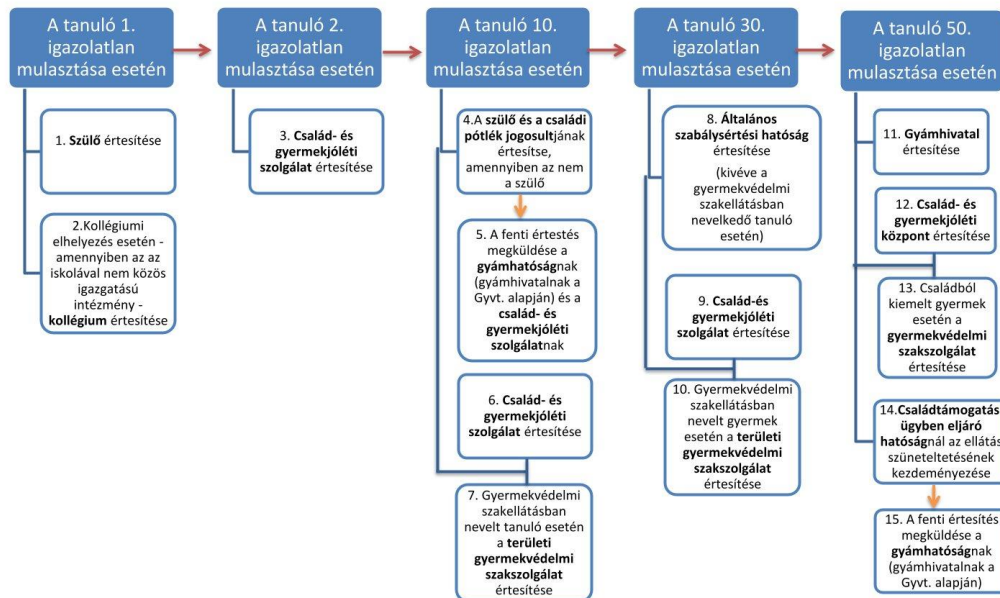 A tanuló 1.
igazolatlan
mulasztása esetén
1. Szülő értesítése
2.Kollégiumi
elhelyezés esetén -
amennyiben az az
iskolával nem közös
igazgatású
intézmény -
kollégium értesítése
A tanuló 2.
igazolatlan
mulasztása esetén
3. Család- és
gyermekjóléti
szolgálat értesítése
A tanuló 10.
igazolatlan
mulasztása esetén
4.A szülő és a családi
pótlék jogosultjának
értesítse,
amennyiben az nem
a szülő
5. A fenti értestés
megküldése a
gyámhatóságnak
(gyámhivatalnak a
Gyvt. alapján) és a
család- és
gyermekjóléti
szolgálatnak
6. Család- és
gyermekjóléti
szolgálat értesítése
7. Gyermekvédelmi
szakellátásban
nevelt tanuló esetén
a területi
gyermekvédelmi
szakszolgálat
értesítése
A tanuló 30.
igazolatlan
mulasztása esetén
8. Általános
szabálysértési hatóság
értesítése
(kivéve a
gyermekvédelmi
szakellátásban
nevelkedő tanuló
esetén)
9. Család-és
gyermekjóléti
szolgálat értesítése
10. Gyermekvédelmi
szakellátásban
nevelt gyermek
esetén a területi
gyermekvédelmi
szakszolgálat
értesítése
A tanuló 50.
igazolatlan
mulasztása esetén
11. Gyámhivatal
értesítése
12. Család- és
gyermekjóléti
központ értesítése
13. Családból
kiemelt gyermek
esetén a
gyermekvédelmi
szakszolgálat
értesítése
14.Családtámogatási
ügyben eljáró
hatóságnál az ellátás
szüneteltetésének
kezdeményezése
15. A fenti értesítés
megküldése a
gyámhatóságnak
(gyámhivatalnak a
Gyvt. alapján)